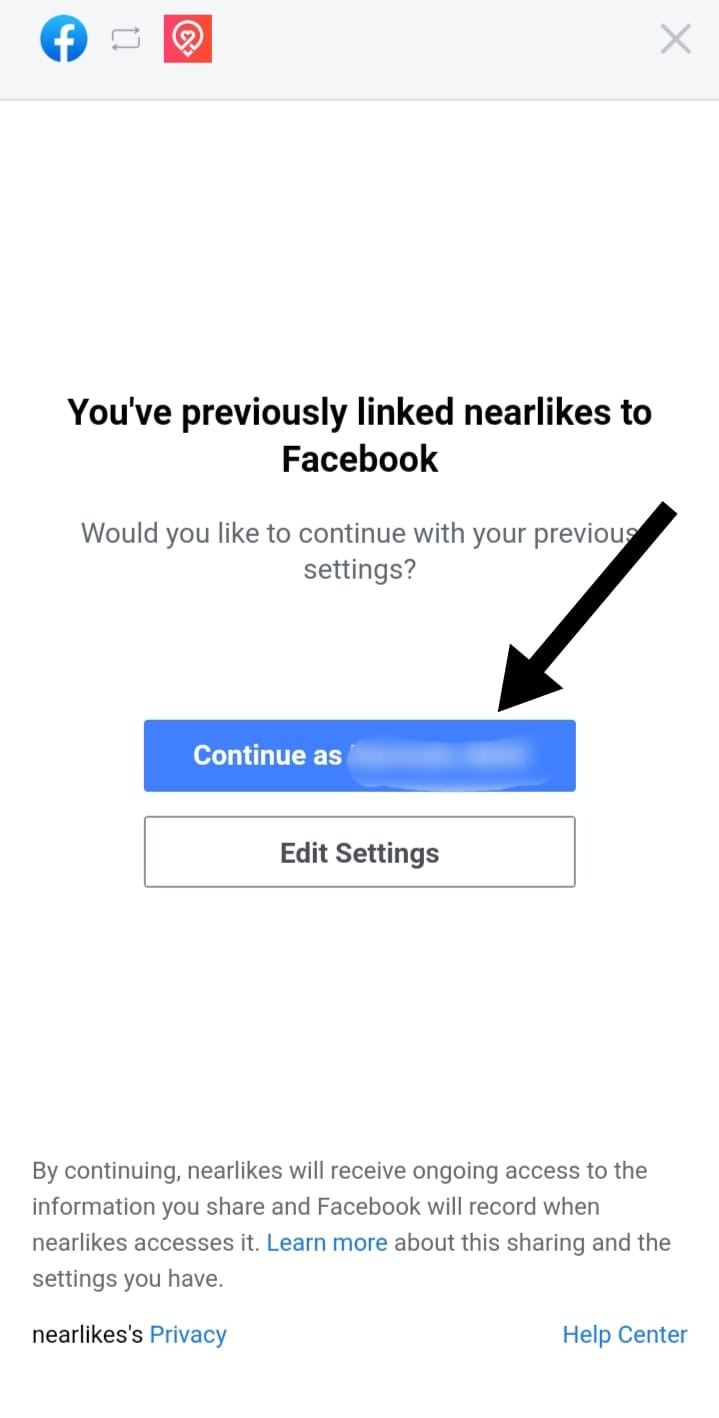 You've previously linked nearlikes to
Facebook
Would you like to continue with your previous
settings?
Continue as
Edit Settings
By continuing, nearlikes will receive ongoing access to the
information you share and Facebook will record when
nearlikes accesses it. Learn more about this sharing and the
settings you have.
nearlikes's Privacy
Help Center